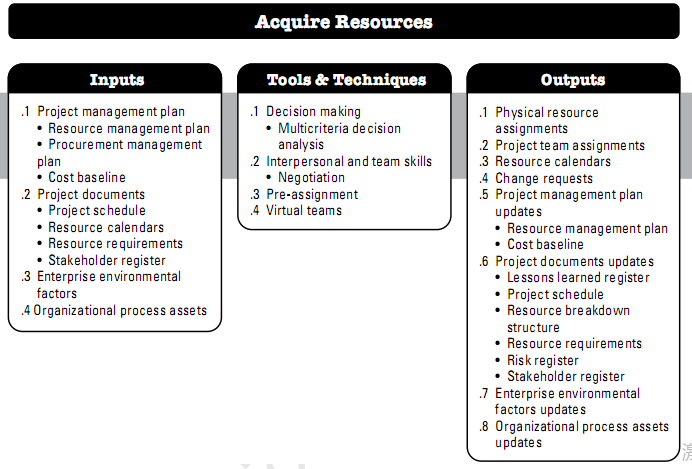 Acquire Resources
Inputs
.1 Project management plan
• Resource management plan
• Procurement management
plan
• Cost baseline
.2 Project documents
• Project schedule
• Resource calendars
• Resource requirements
• Stakeholder register
.3 Enterprise environmental
factors
.4 Organizational process assets
Tools & Techniques
.1 Decision making
• Multicriteria decision
analysis
.2 Interpersonal and team skills
• Negotiation
.3 Pre-assignment
.4 Virtual teams
Outputs
.1 Physical resource
assignments
.2 Project team assignments
.3 Resource calendars
.4 Change requests
.5 Project management plan
updates
• Resource management plan
• Cost baseline
.6 Project documents updates
• Lessons learned register
• Project schedule
• Resource breakdown
structure
• Resource requirements
• Risk register
• Stakeholder register
.7 Enterprise environmental
factors updates
.8 Organizational process assets
updates